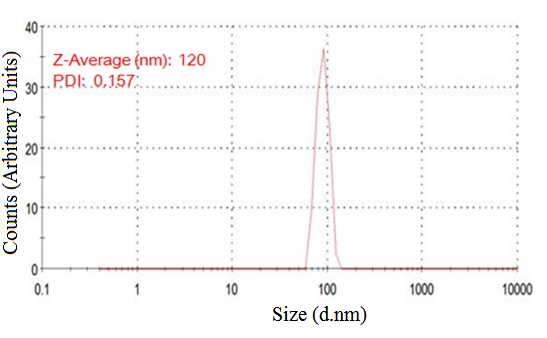 Z-Average (nm): 120
PDI: 0.157
Counts (Arbitrary Units)
40
30
20
10
0
0.1 1 10 100 1000 10000
Size (d.nm)